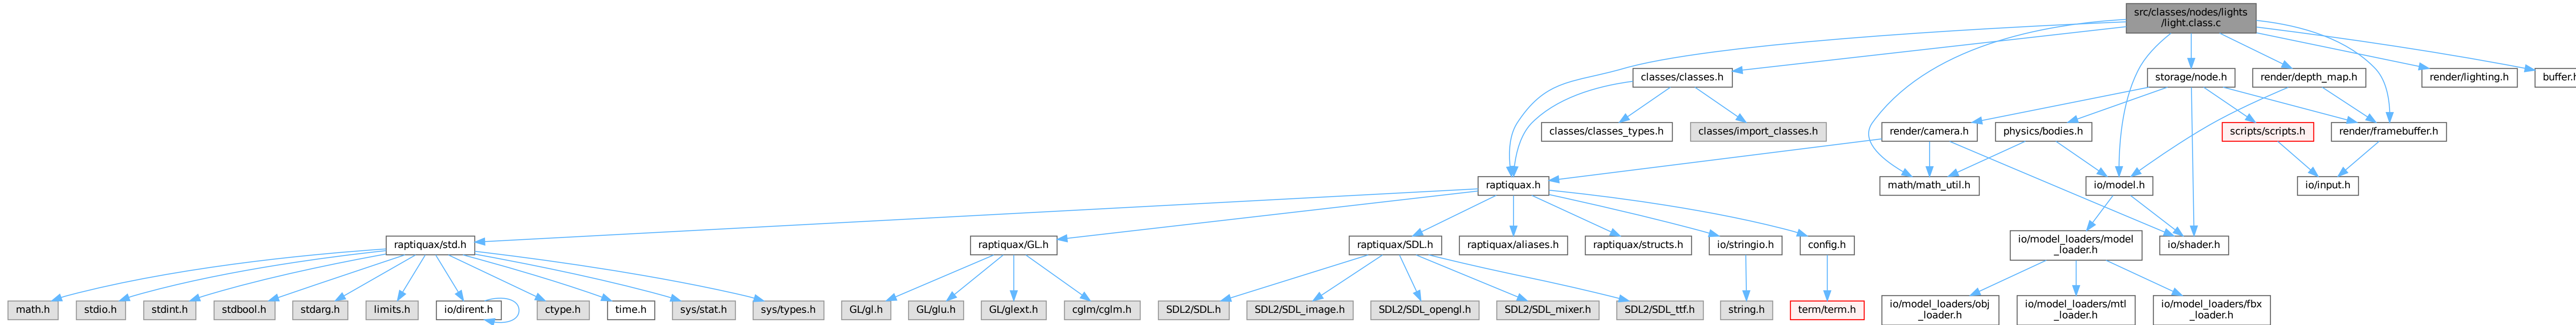 src/classes/nodes/lights
/light.class.c
classes/classes.h
storage/node.h
render/depth_map.h
render/lighting.h
buffer.h
classes/classes_types.h
classes/import_classes.h
render/camera.h
physics/bodies.h
scripts/scripts.h
render/framebuffer.h
raptiquax.h
math/math_util.h
io/model.h
io/input.h
raptiquax/std.h
raptiquax/GL.h
raptiquax/SDL.h
raptiquax/aliases.h
raptiquax/structs.h
io/stringio.h
config.h
io/model_loaders/model
_loader.h
io/shader.h
math.h
stdio.h
stdint.h
stdbool.h
stdarg.h
limits.h
io/dirent.h
ctype.h
time.h
sys/stat.h
sys/types.h
GL/gl.h
GL/glu.h
GL/glext.h
cglm/cglm.h
SDL2/SDL.h
SDL2/SDL_image.h
SDL2/SDL_opengl.h
SDL2/SDL_mixer.h
SDL2/SDL_ttf.h
string.h
term/term.h
io/model_loaders/obj
_loader.h
io/model_loaders/mtl
_loader.h
io/model_loaders/fbx
_loader.h